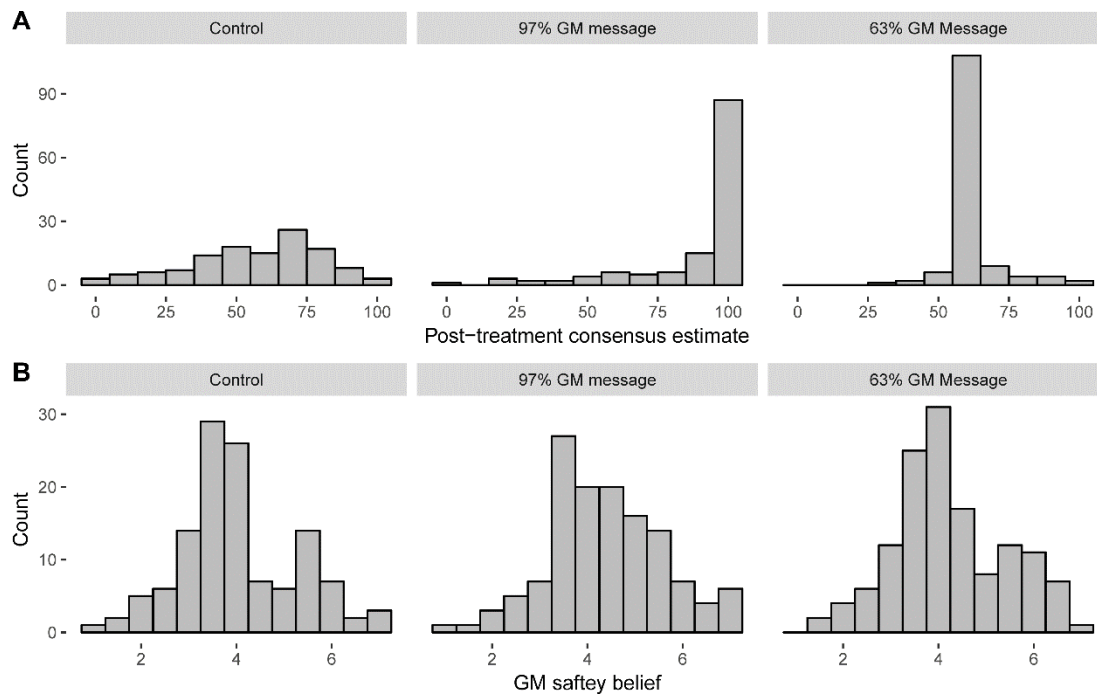 A
Control 97% GM message 63% GM Message
Count
90
60
30
0
0 25 50 75 100 0 25 50 75 100 0 25 50 75 100
Post−treatment consensus estimate
B
Control 97% GM message 63% GM Message
Count
30
20
10
0
2 4 6 2 4 6 2 4 6
GM saftey belief